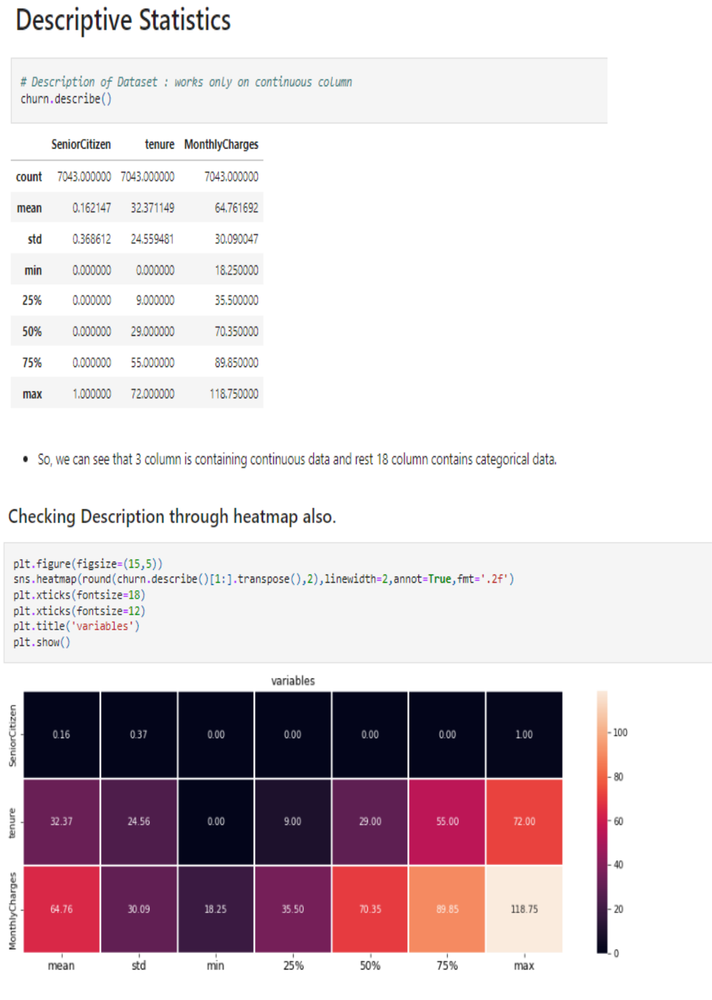 Descriptive Statistics
# Description of Dataset : works only on continuous column
churn.describe()
SeniorCitizen tenure MonthlyCharges
count 7043.000000 7043.000000 7043.000000
mean 0.162147 32.371149 64.761692
std 0.368612 24.559481 30.090047
min 0.000000 0.000000 18.250000
25% 0.000000 9.000000 35.500000
50% 0.000000 29.000000 70.350000
75% 0.000000 55.000000 89.850000
max 1.000000 72.000000 118.750000
• So, we can see that 3 column is containing continuous data and rest 18 column contains categorical data.
Checking Description through heatmap also.
plt.figure(figsize=(15,5))
sns.heatmap(round(churn.describe()[1:].transpose(),2),linewidth=2,annot=True,fmt='.2f')
plt.xticks(fontsize=18)
plt.xticks(fontsize=12)
plt.title('variables')
plt.show()
variables
SeniorCitizen 0.16 0.37 0.00 0.00 0.00 0.00 1.00
tenure 32.37 24.56 0.00 9.00 29.00 55.00 72.00
MonthlyCharges 64.76 30.09 18.25 35.50 70.35 89.85 118.75
mean std min 25% 50% 75% max
100
80
60
40
20
0